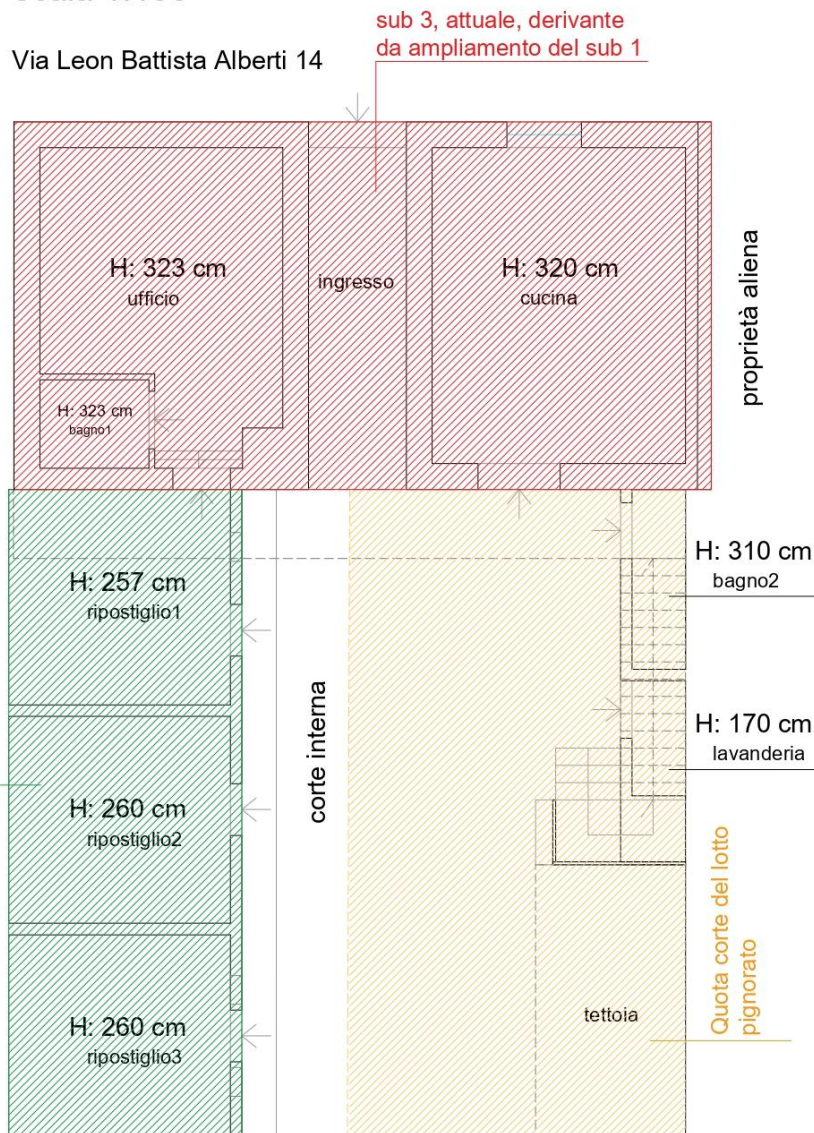 sub 3, attuale, derivante
da ampliamento del sub 1
Via Leon Battista Alberti 14
H: 323 cm
ufficio
ingresso
H: 320 cm
cucina
proprietà aliena
H: 323 cm
bagno1
H: 257 cm
ripostiglio1
H: 310 cm
bagno2
corte interna
H: 170 cm
lavanderia
H: 260 cm
ripostiglio2
Quota corte del lotto
pignorato
H: 260 cm
ripostiglio3
tettoia